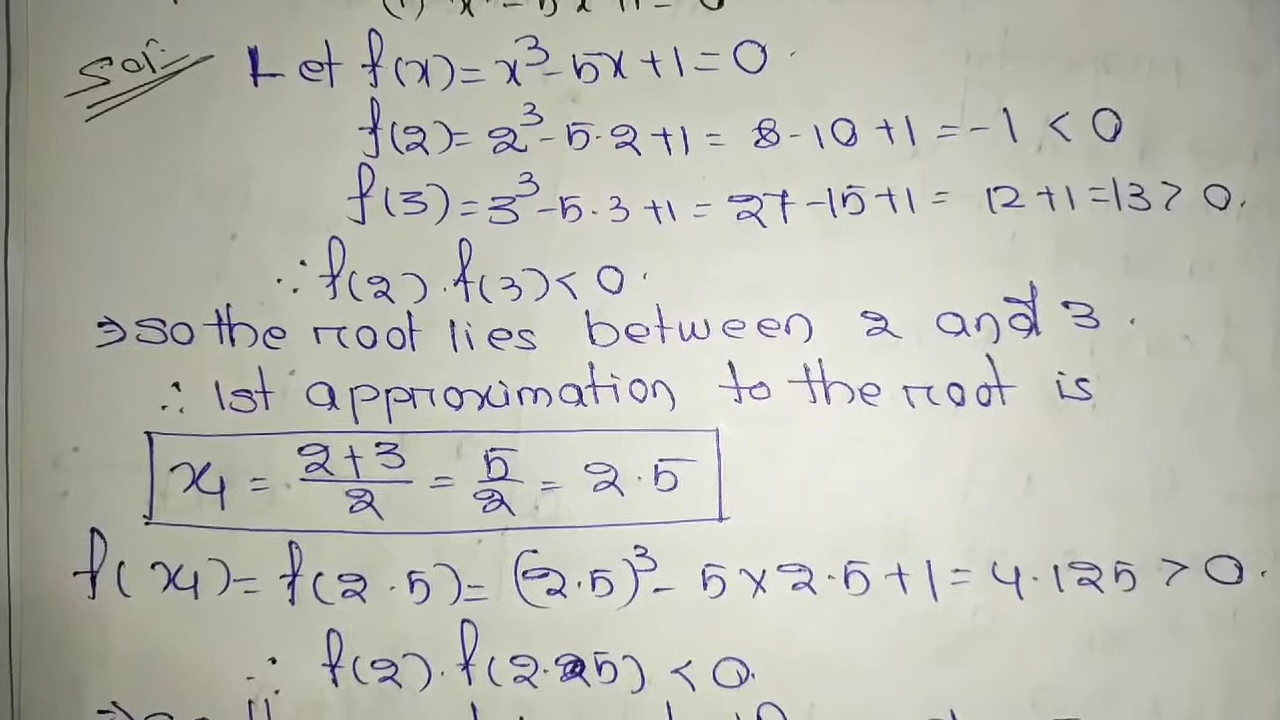 Sol:-
Let f(x) = x³ - 5x + 1 = 0.
f(2) = 2³ - 5·2 + 1 = 8 - 10 + 1 = -1 < 0
f(3) = 3³ - 5·3 + 1 = 27 - 15 + 1 = 12 + 1 = 13 > 0.
∵ f(2).f(3) < 0.
⇒ so the root lies between 2 and 3.
∴ 1st approximation to the root is
x₁ = (2+3)/2 = 5/2 = 2.5
f(x₁) = f(2.5) = (2.5)³ - 5×2.5+1 = 4.125 > 0.
∴ f(2).f(2.25) < 0.